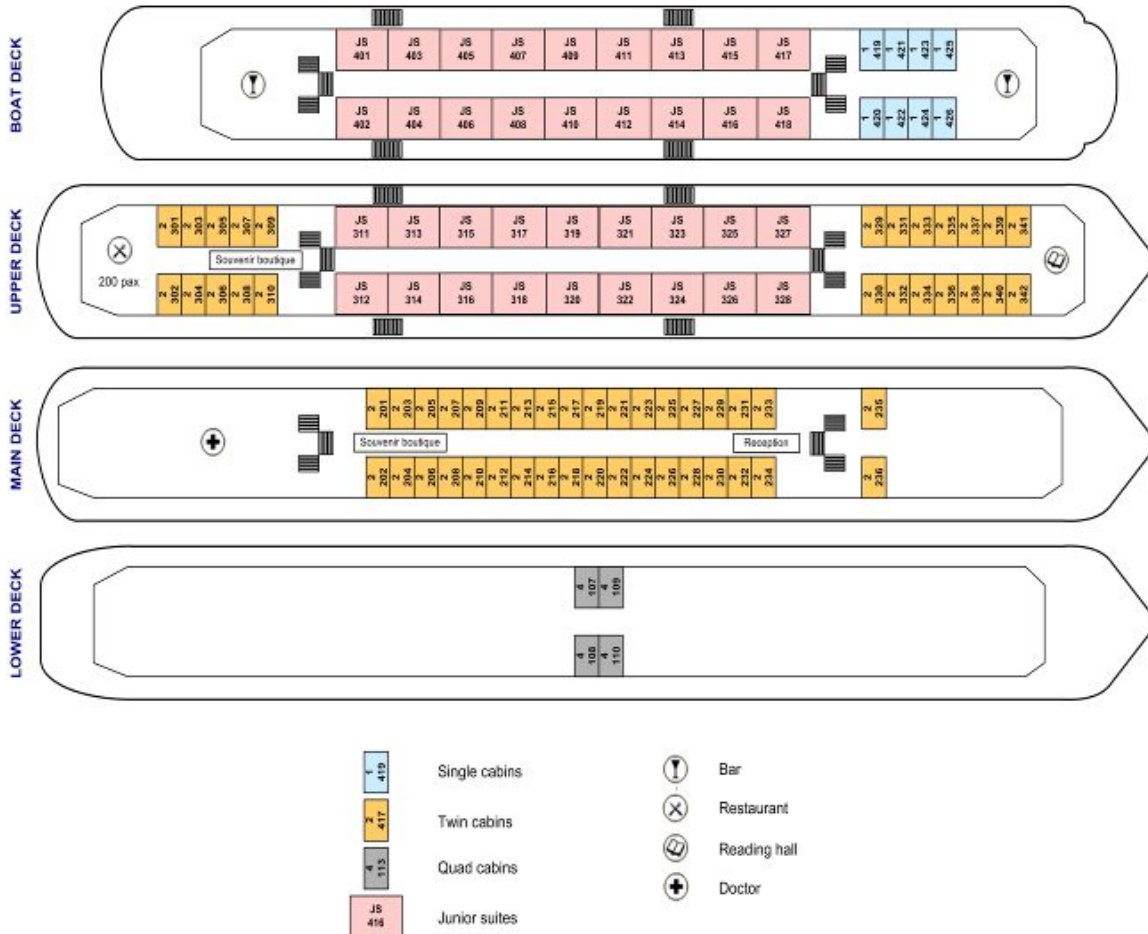 BOAT DECK
JS 401 JS 403 JS 405 JS 407 JS 409 JS 411 JS 413 JS 415 JS 417
1 419 1 421 1 423 1 425
JS 402 JS 404 JS 406 JS 408 JS 410 JS 412 JS 414 JS 416 JS 418
1 420 1 422 1 424 1 426
UPPER DECK
2 301 2 303 2 305 2 307 2 309
JS 311 JS 313 JS 315 JS 317 JS 319 JS 321 JS 323 JS 325 JS 327
2 329 2 331 2 333 2 335 2 337 2 339 2 341
Souvenir boutique
200 pax
2 302 2 304 2 306 2 308 2 310
JS 312 JS 314 JS 316 JS 318 JS 320 JS 322 JS 324 JS 326 JS 328
2 330 2 332 2 334 2 336 2 338 2 340 2 342
MAIN DECK
2 201 2 203 2 205 2 207 2 209 2 211 2 213 2 215 2 217 2 219 2 221 2 223 2 225 2 227 2 229 2 231 2 233
2 235
Souvenir boutique
Reception
2 202 2 204 2 206 2 208 2 210 2 212 2 214 2 216 2 218 2 220 2 222 2 224 2 226 2 228 2 230 2 232 2 234
2 236
LOWER DECK
4 107 4 109
4 108 4 110
1 419 Single cabins
2 417 Twin cabins
4 113 Quad cabins
JS 416 Junior suites
Bar
Restaurant
Reading hall
Doctor